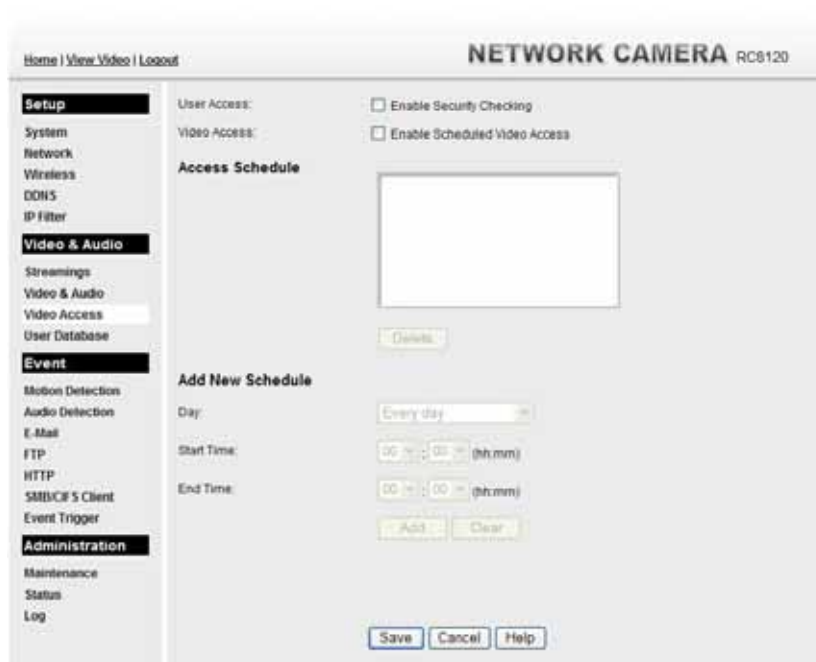 Home | View Video | Logout
NETWORK CAMERA RC8120
Setup
System
Network
Wireless
DDNS
IP Filter
Video & Audio
Streamings
Video & Audio
Video Access
User Database
Event
Motion Detection
Audio Detection
E-Mail
FTP
HTTP
SMB/CIFS Client
Event Trigger
Administration
Maintenance
Status
Log
User Access: Enable Security Checking
Video Access: Enable Scheduled Video Access
Access Schedule
Delete
Add New Schedule
Day: Every day
Start Time: 00 : 00 (hh:mm)
End Time: 00 : 00 (hh:mm)
Add Clear
Save Cancel Help